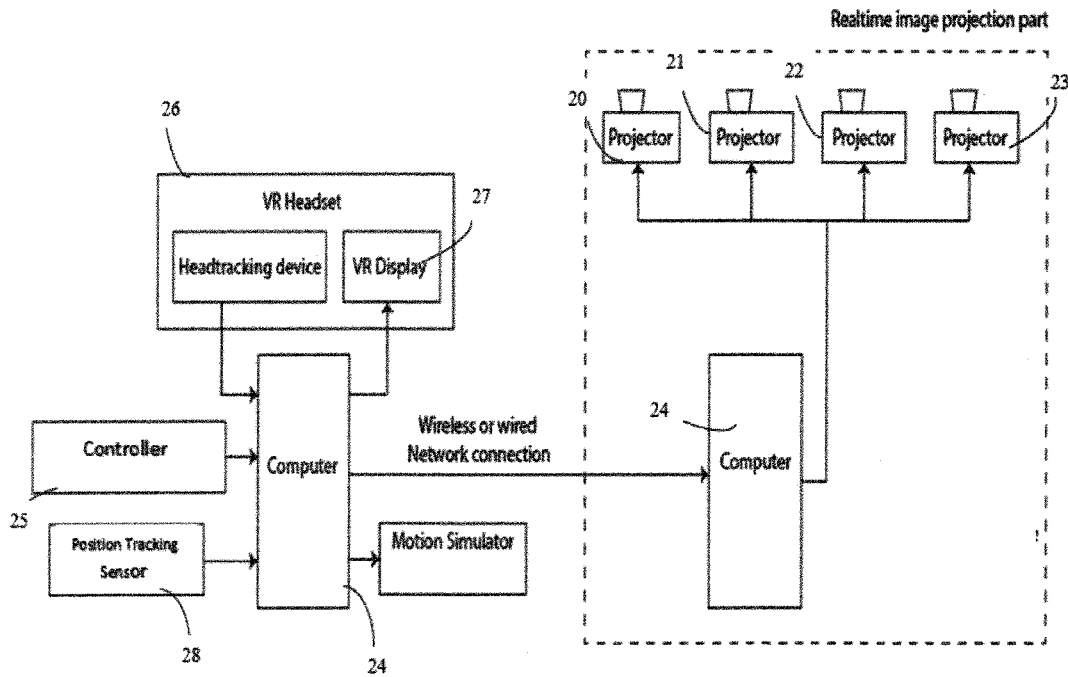 Realtime image projection part
20
21
22
23
Projector
Projector
Projector
Projector
26
VR Headset
27
Headtracking device
VR Display
Controller
25
Computer
Wireless or wired
Network connection
24
Computer
Position Tracking
Sensor
28
Motion Simulator
24